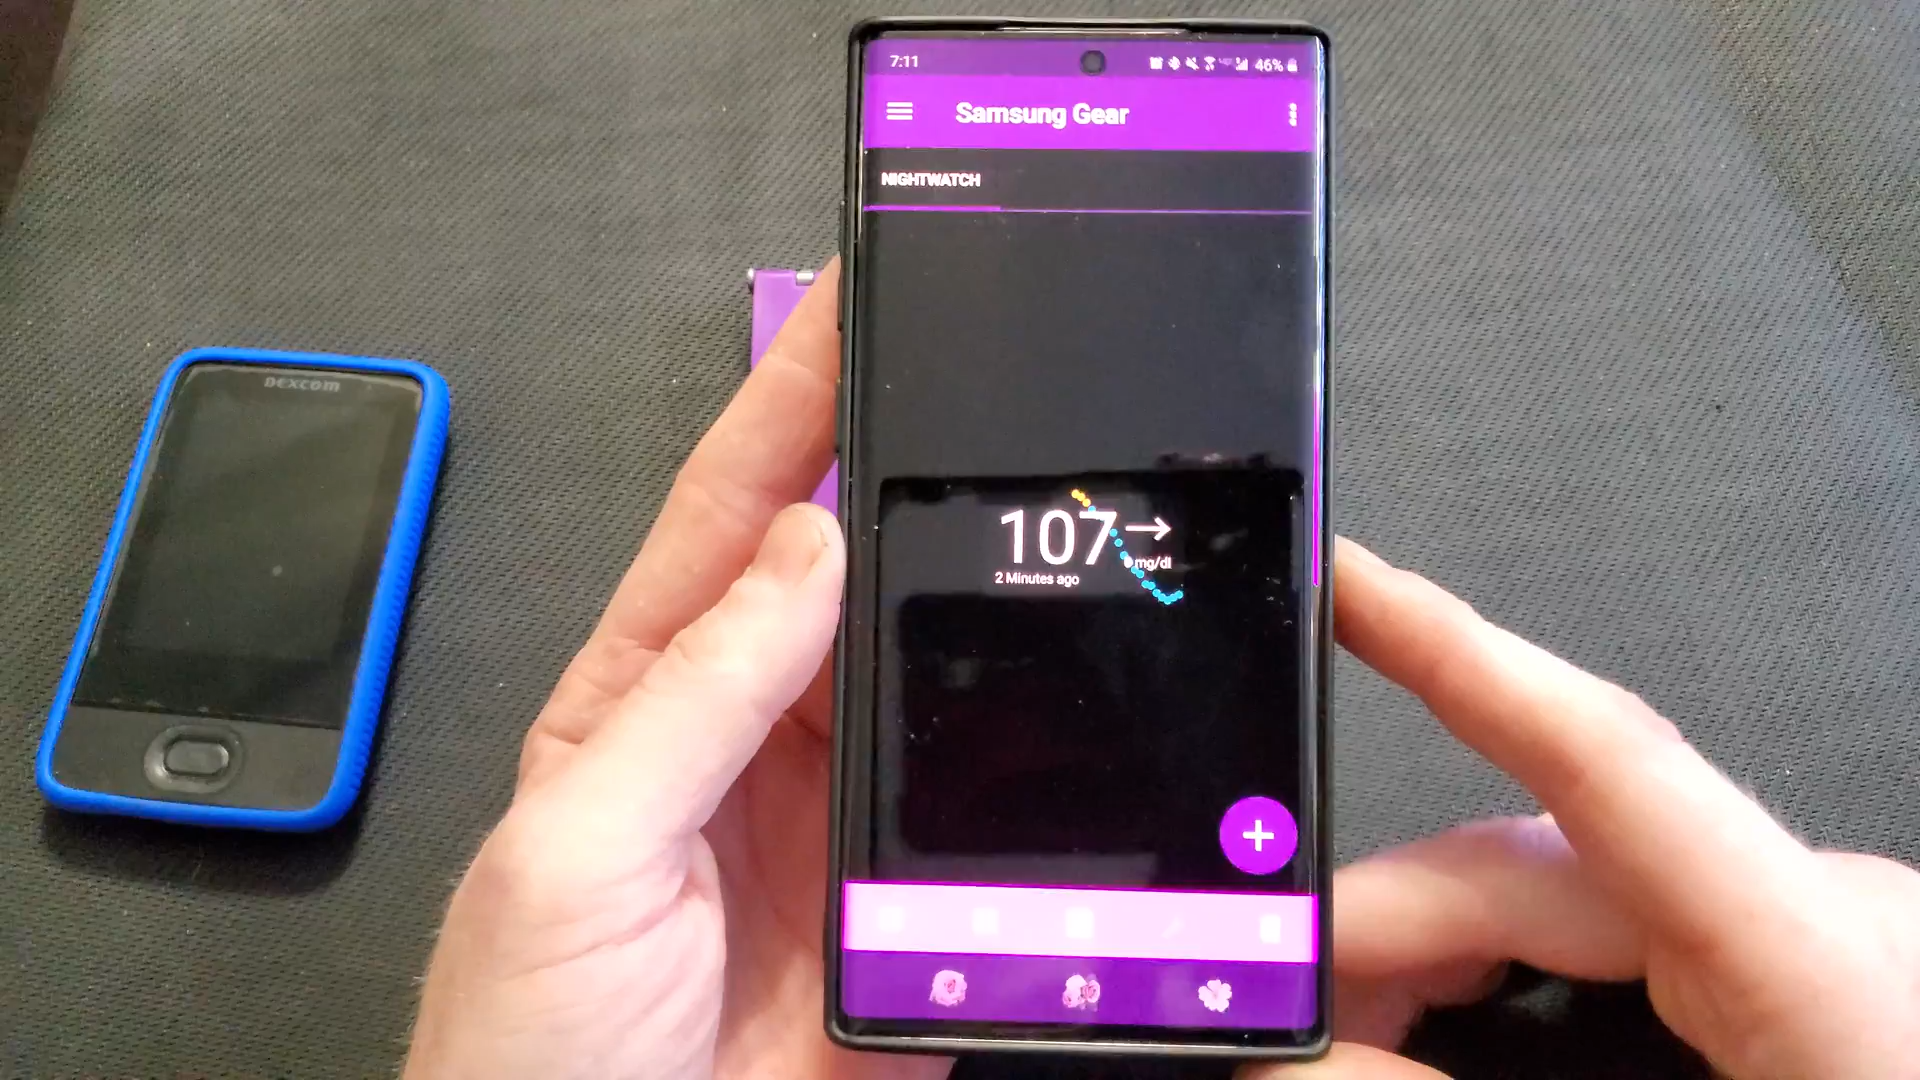 DEXCOM
7:11
46%
Samsung Gear
NIGHTWATCH
107
mg/dl
2 Minutes ago